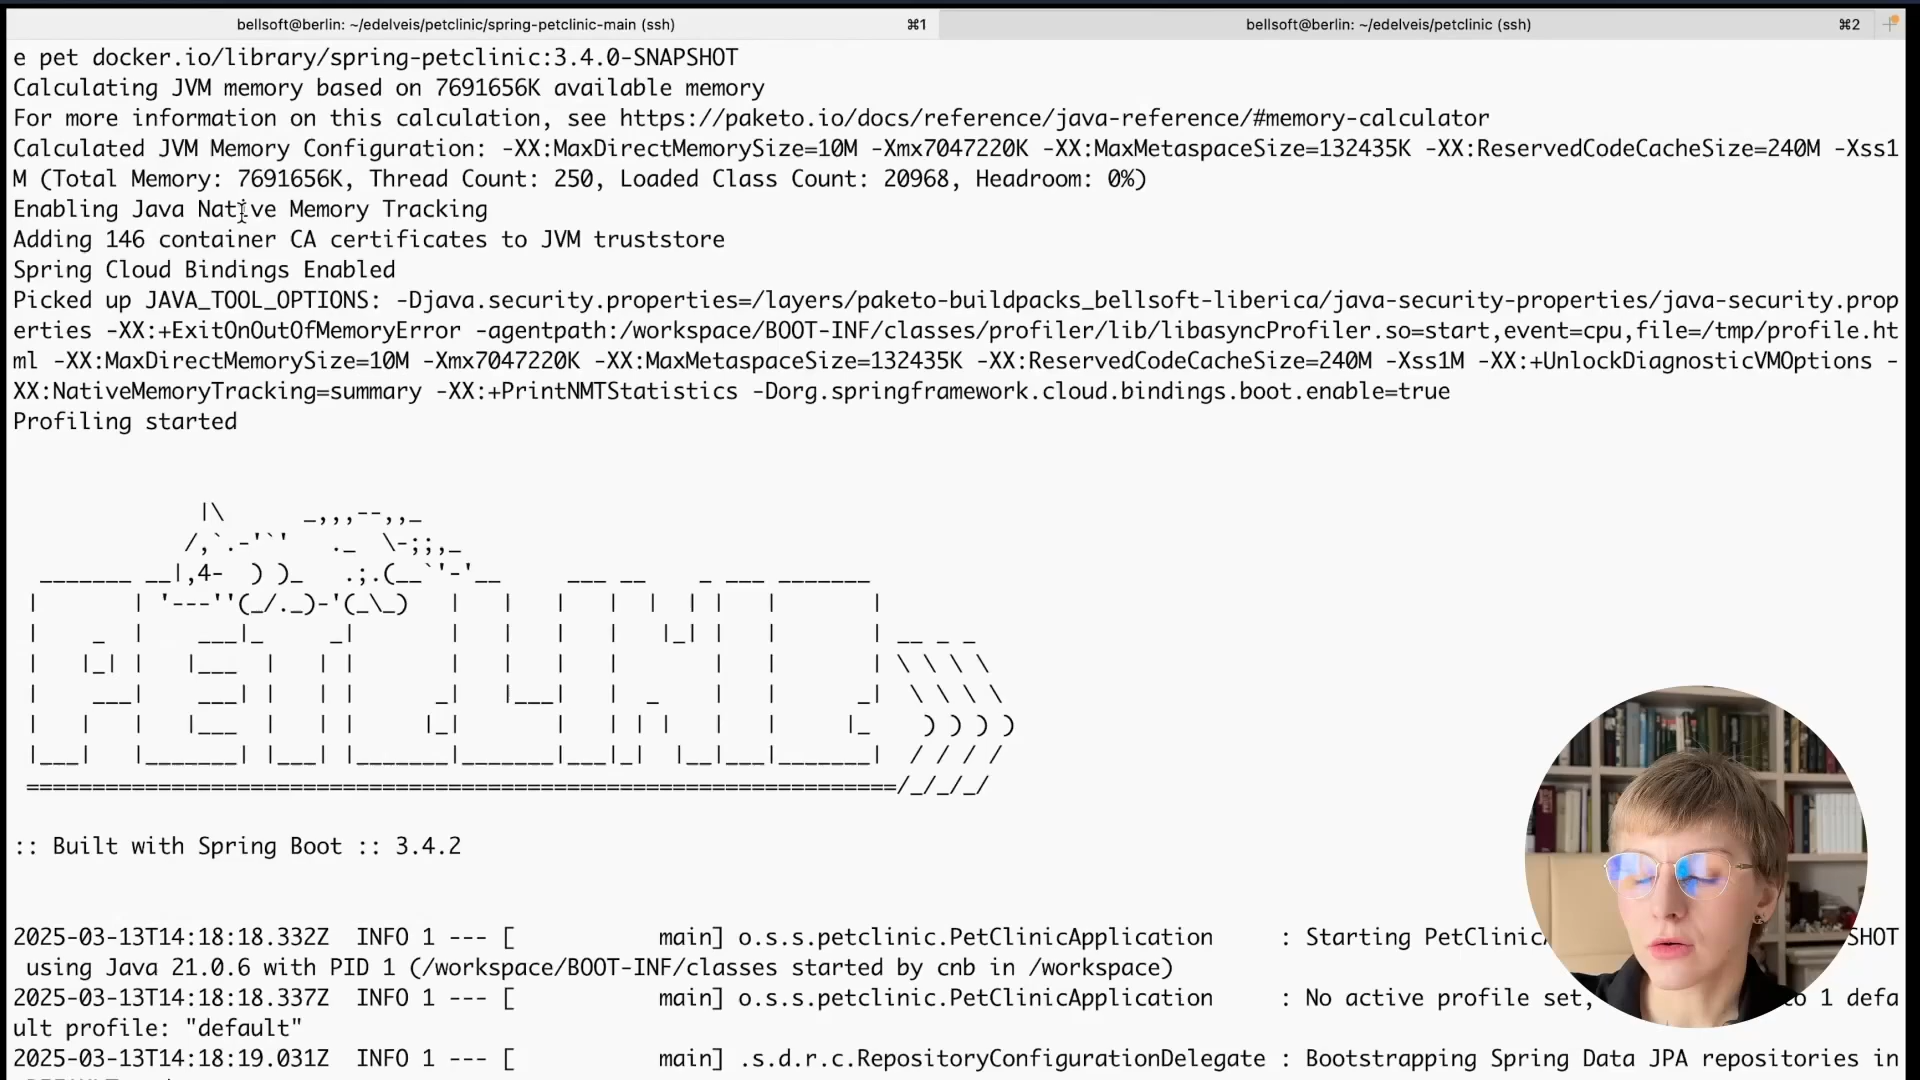 bellsoft@berlin: ~/edelveis/petclinic/spring-petclinic-main (ssh) ⌘1 bellsoft@berlin: ~/edelveis/petclinic (ssh) ⌘2
e pet docker.io/library/spring-petclinic:3.4.0-SNAPSHOT
Calculating JVM memory based on 7691656K available memory
For more information on this calculation, see https://paketo.io/docs/reference/java-reference/#memory-calculator
Calculated JVM Memory Configuration: -XX:MaxDirectMemorySize=10M -Xmx7047220K -XX:MaxMetaspaceSize=132435K -XX:ReservedCodeCacheSize=240M -Xss1
M (Total Memory: 7691656K, Thread Count: 250, Loaded Class Count: 20968, Headroom: 0%)
Enabling Java Native Memory Tracking
Adding 146 container CA certificates to JVM truststore
Spring Cloud Bindings Enabled
Picked up JAVA_TOOL_OPTIONS: -Djava.security.properties=/layers/paketo-buildpacks_bellsoft-liberica/java-security-properties/java-security.prop
erties -XX:+ExitOnOutOfMemoryError -agentpath:/workspace/BOOT-INF/classes/profiler/lib/libasyncProfiler.so=start,event=cpu,file=/tmp/profile.ht
ml -XX:MaxDirectMemorySize=10M -Xmx7047220K -XX:MaxMetaspaceSize=132435K -XX:ReservedCodeCacheSize=240M -Xss1M -XX:+UnlockDiagnosticVMOptions -
XX:NativeMemoryTracking=summary -XX:+PrintNMTStatistics -Dorg.springframework.cloud.bindings.boot.enable=true
Profiling started
:: Built with Spring Boot :: 3.4.2
2025-03-13T14:18:18.332Z  INFO 1 --- [           main] o.s.s.petclinic.PetClinicApplication     : Starting PetClinic SHOT
using Java 21.0.6 with PID 1 (/workspace/BOOT-INF/classes started by cnb in /workspace)
2025-03-13T14:18:18.337Z  INFO 1 --- [           main] o.s.s.petclinic.PetClinicApplication     : No active profile set, to 1 defa
ult profile: "default"
2025-03-13T14:18:19.031Z  INFO 1 --- [           main] .s.d.r.c.RepositoryConfigurationDelegate : Bootstrapping Spring Data JPA repositories in